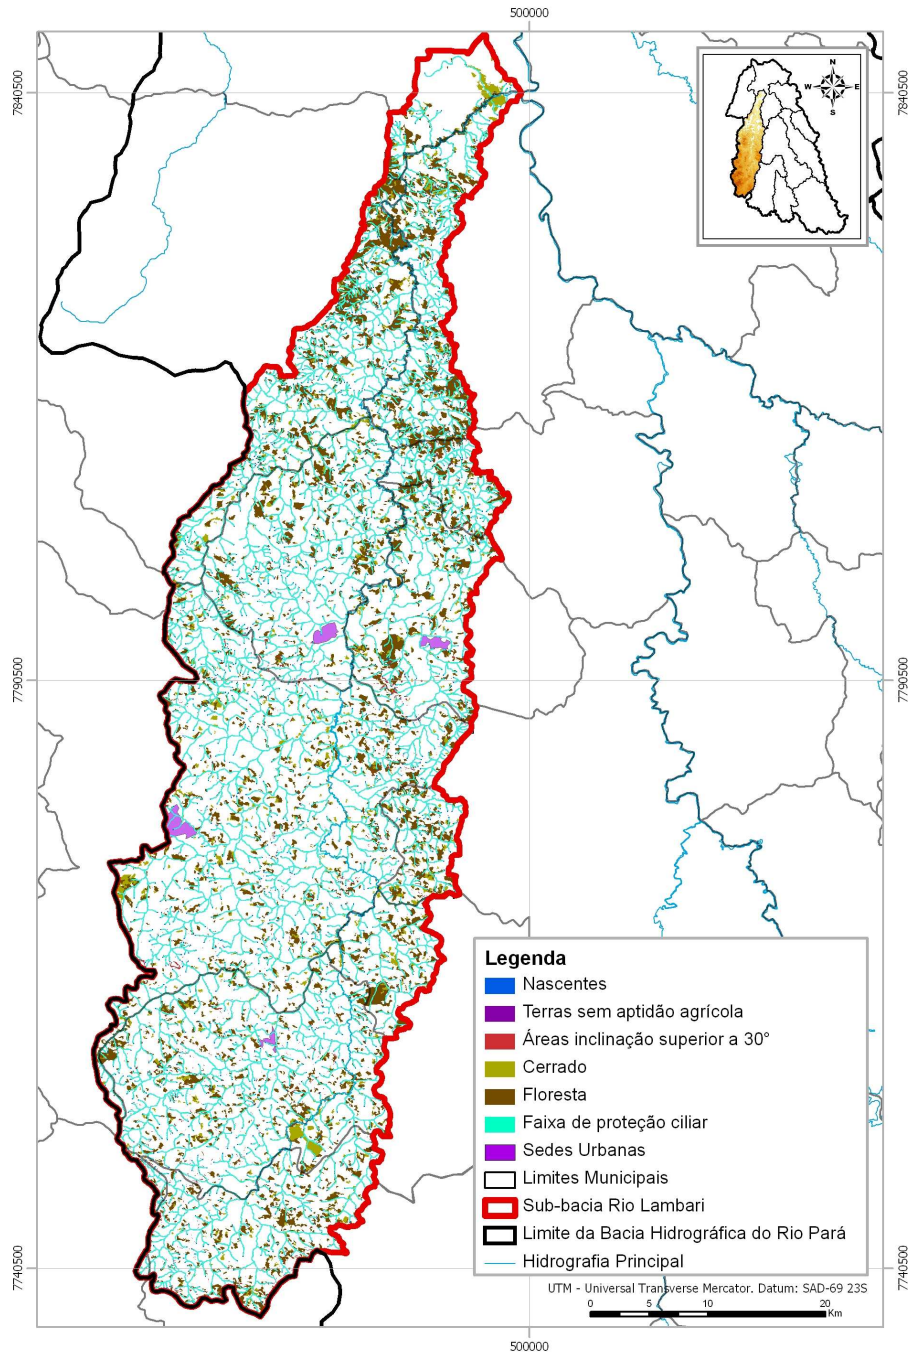 500000
7840500
7840500
N
W
E
S
7790500
7790500
Legenda
Nascentes
Terras sem aptidão agrícola
Áreas inclinação superior a 30°
Cerrado
Floresta
Faixa de proteção ciliar
Sedes Urbanas
Limites Municipais
Sub-bacia Rio Lambari
Limite da Bacia Hidrográfica do Rio Pará
Hidrografia Principal
7740500
7740500
UTM - Universal Transverse Mercator. Datum: SAD-69 23S
0 5 10 20
Km
500000